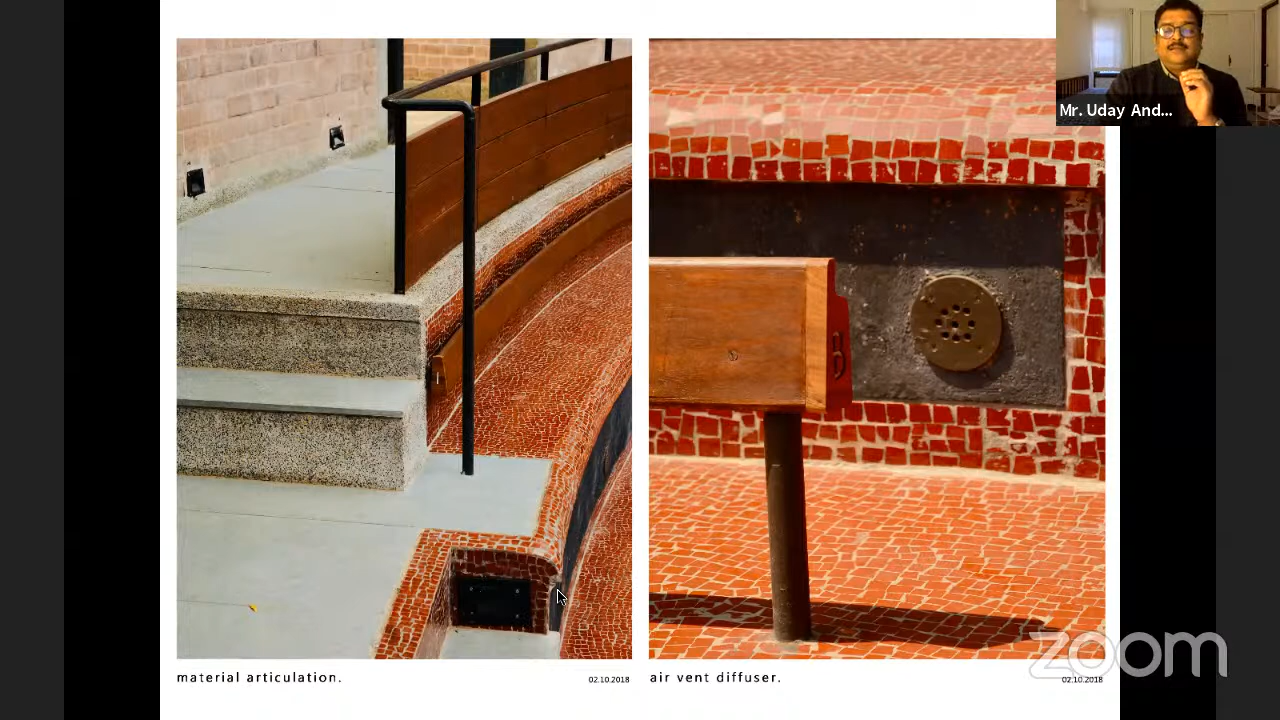 Mr. Uday And...
material articulation.
02.10.2018
air vent diffuser.
02.10.2018
zoom